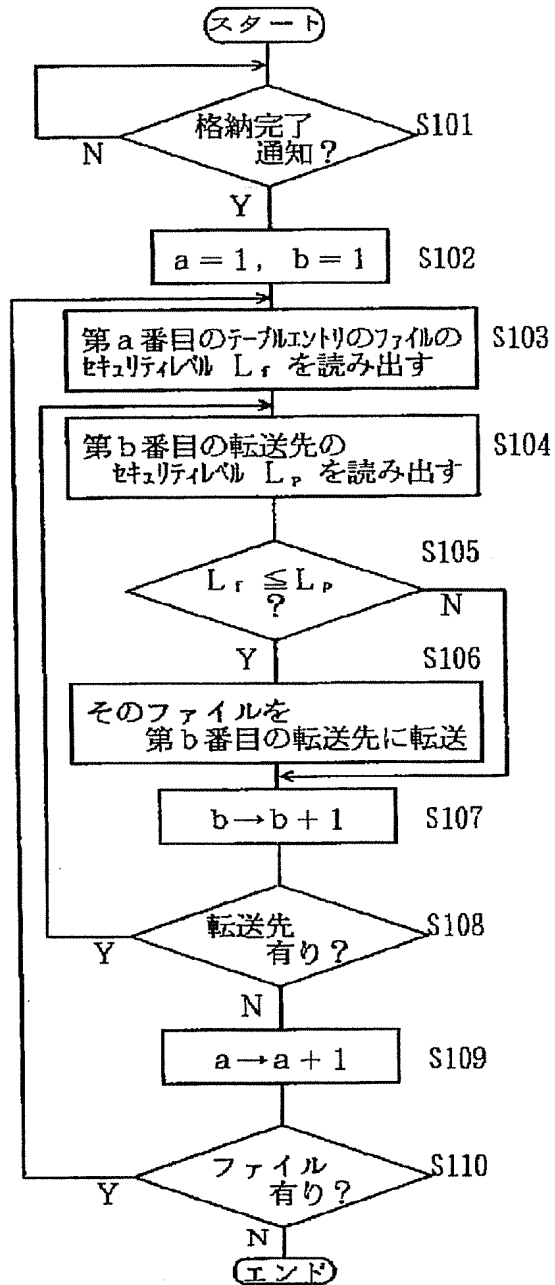 スタート
格納完了
通知?
S101
N
Y
a=1, b=1
S102
第a番目のテーブルエントリのファイルの
セキュリティレベル Lf を読み出す
S103
第b番目の転送先の
セキュリティレベル Lp を読み出す
S104
S105
Lf ≦ Lp
?
N
Y
S106
そのファイルを
第b番目の転送先に転送
b→b+1
S107
転送先
有り?
S108
Y
N
a→a+1
S109
ファイル
有り?
S110
Y
N
エンド